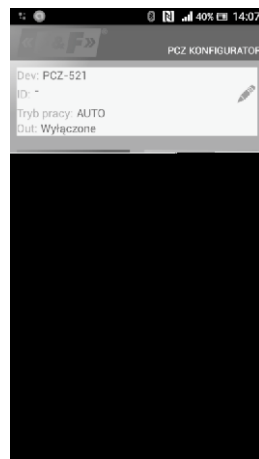 40% 14:07
«F&F»
PCZ KONFIGURATOR
Dev: PCZ-521
ID: -
Tryb pracy: AUTO
Out: Wyłączone